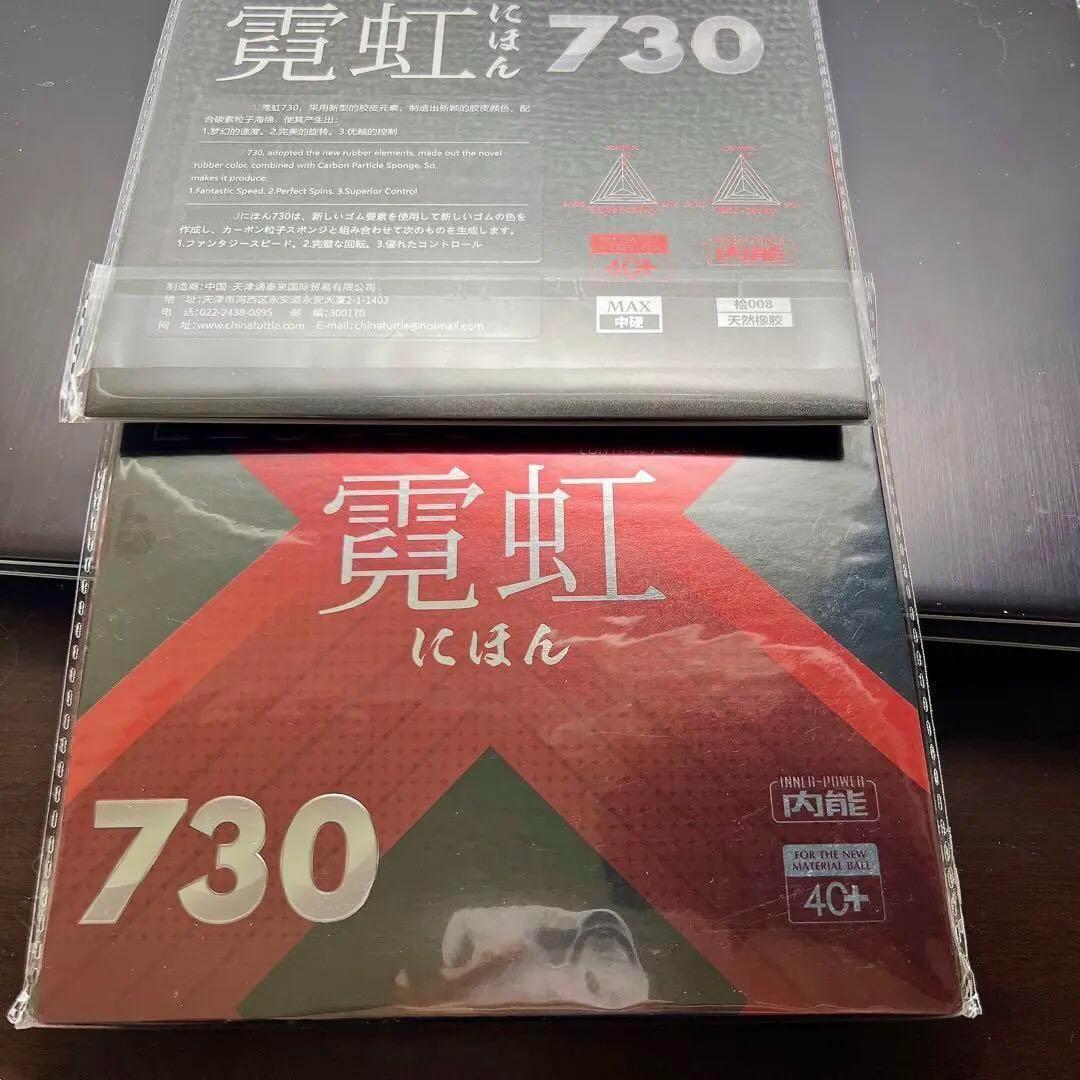 霓虹
にほん
730
霓虹730，采用新型的胶皮元素，制造出新颖的胶皮颜色，配
合碳素粒子海绵，使其产生出：
1.梦幻的速度。2.完美的旋转。3.优越的控制
730, adopted the new rubber elements, made out the novel
rubber color, combined with Carbon Particle Sponge, So,
makes it produce:
1.Fantastic Speed. 2.Perfect Spins. 3.Superior Control
にほん730は、新しいゴム要素を使用して新しいゴムの色を
作成し、カーボン粒子スポンジと組み合わせて次のものを生成します。
1.ファンタジースピード。2.完璧な回転。3.優れたコントロール
CONTROL
CONTROL
40+
内能
MAX
中硬
检008
天然橡胶
制造商：中国·天津通泰来国际贸易有限公司
地 址：天津市河西区永安道永安大厦2-1-1403
电 话：022-2438-0895 邮 编：300170
网 址：www.chinatuttle.com E-mail:chinatuttle@hotmail.com
霓虹
にほん
730
INNER-POWER
内能
FOR THE NEW
MATERIAL BALL
40+